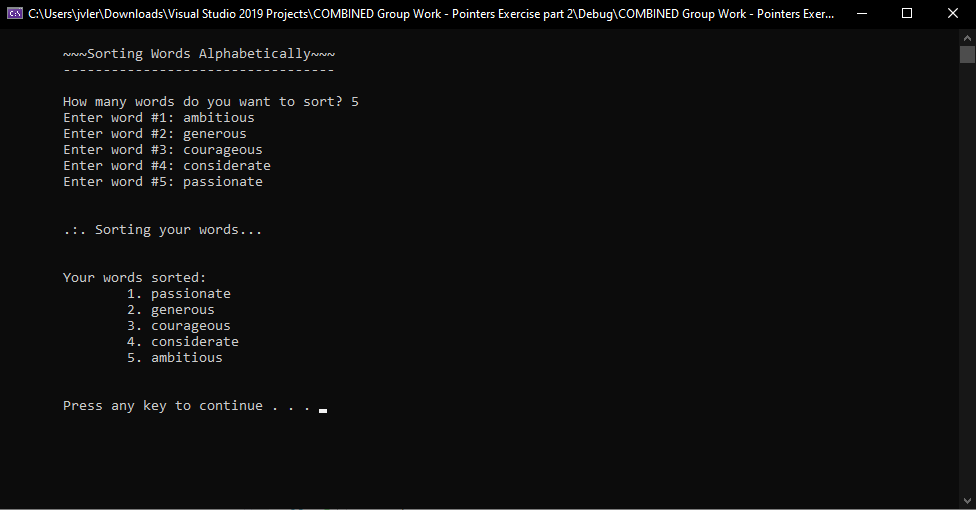 C:\Users\jvler\Downloads\Visual Studio 2019 Projects\COMBINED Group Work - Pointers Exercise part 2\Debug\COMBINED Group Work - Pointers Exer...
~~~Sorting Words Alphabetically~~~
----------------------------------
How many words do you want to sort? 5
Enter word #1: ambitious
Enter word #2: generous
Enter word #3: courageous
Enter word #4: considerate
Enter word #5: passionate
.:. Sorting your words...
Your words sorted:
1. passionate
2. generous
3. courageous
4. considerate
5. ambitious
Press any key to continue . . .